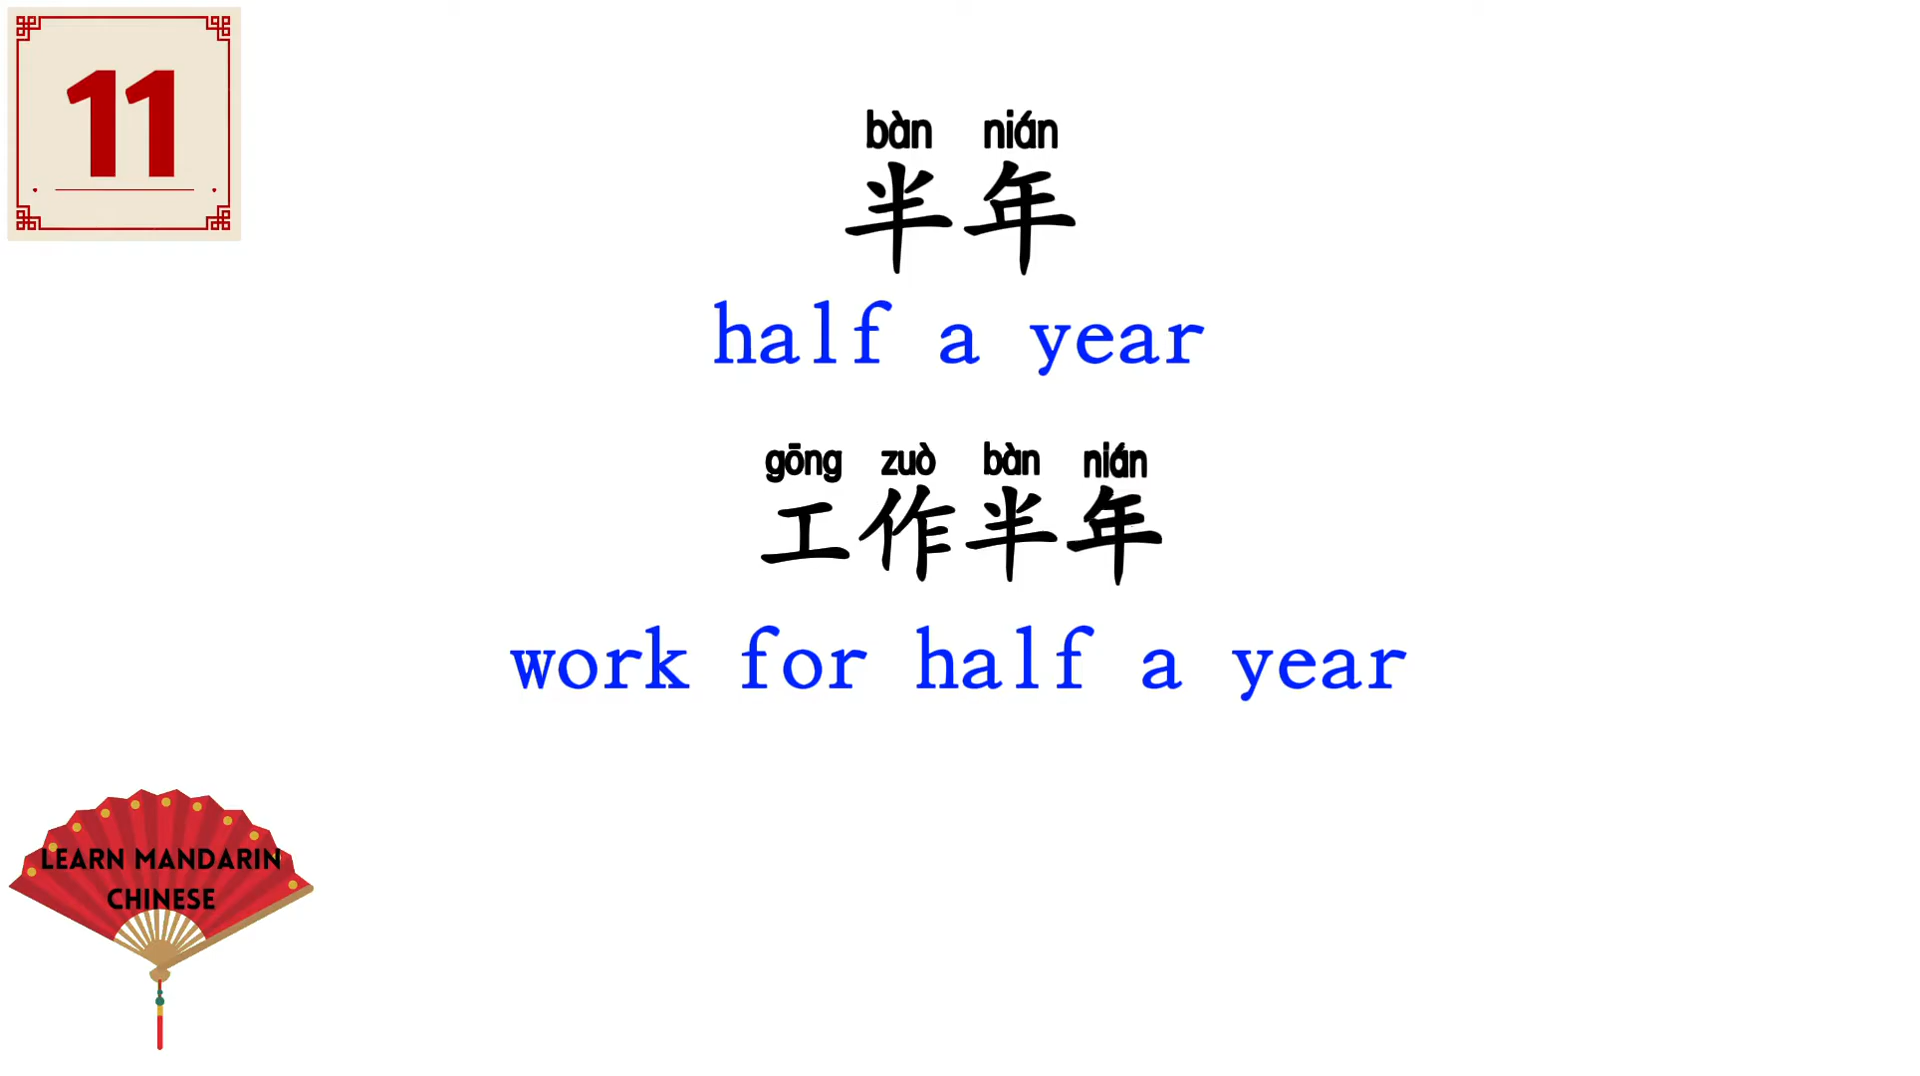 11
bàn nián
半年
half a year
gōng zuò bàn nián
工作半年
work for half a year
LEARN MANDARIN
CHINESE